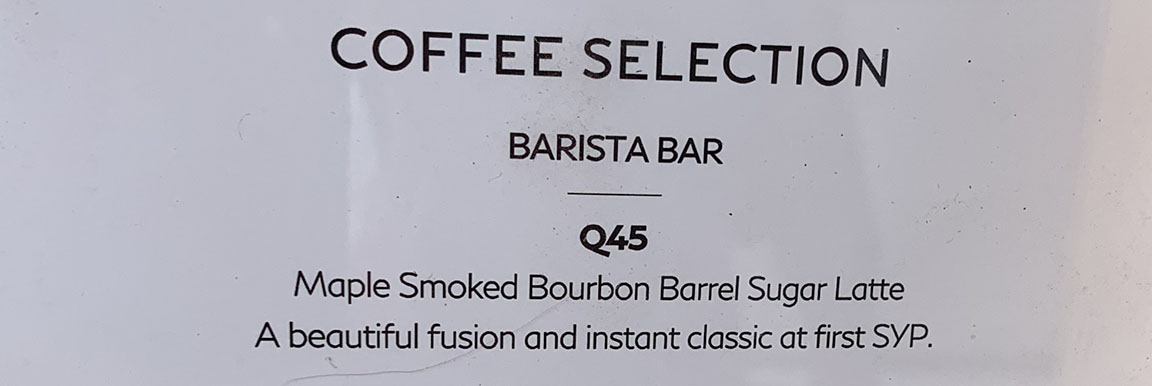 COFFEE SELECTION
BARISTA BAR
Q45
Maple Smoked Bourbon Barrel Sugar Latte
A beautiful fusion and instant classic at first SYP.